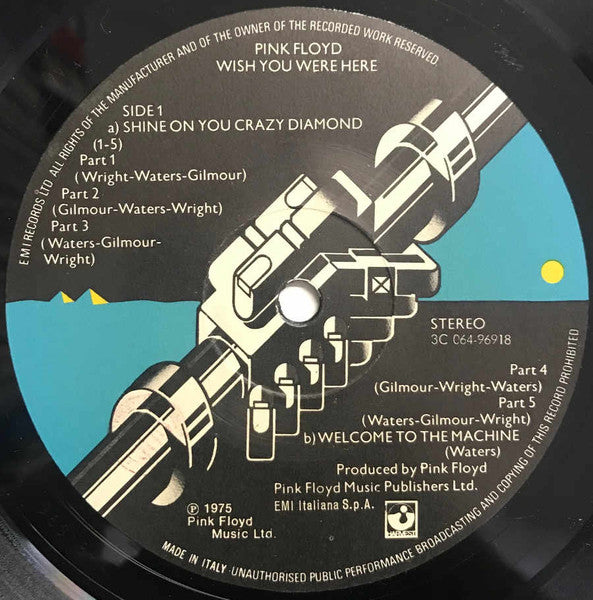 EMI RECORDS LTD ALL RIGHTS OF THE MANUFACTURER AND OF THE OWNER OF THE RECORDED WORK RESERVED.
PINK FLOYD
WISH YOU WERE HERE
SIDE 1
a) SHINE ON YOU CRAZY DIAMOND
(1-5)
Part 1
(Wright-Waters-Gilmour)
Part 2
(Gilmour-Waters-Wright)
Part 3
(Waters-Gilmour-
Wright)
STEREO
3C 064-96918
Part 4
(Gilmour-Wright-Waters)
Part 5
(Waters-Gilmour-Wright)
b) WELCOME TO THE MACHINE
(Waters)
Produced by Pink Floyd
Pink Floyd Music Publishers Ltd.
EMI Italiana S.p.A.
HARVEST
℗ 1975
Pink Floyd
Music Ltd.
MADE IN ITALY · UNAUTHORISED PUBLIC PERFORMANCE BROADCASTING AND COPYING OF THIS RECORD PROHIBITED